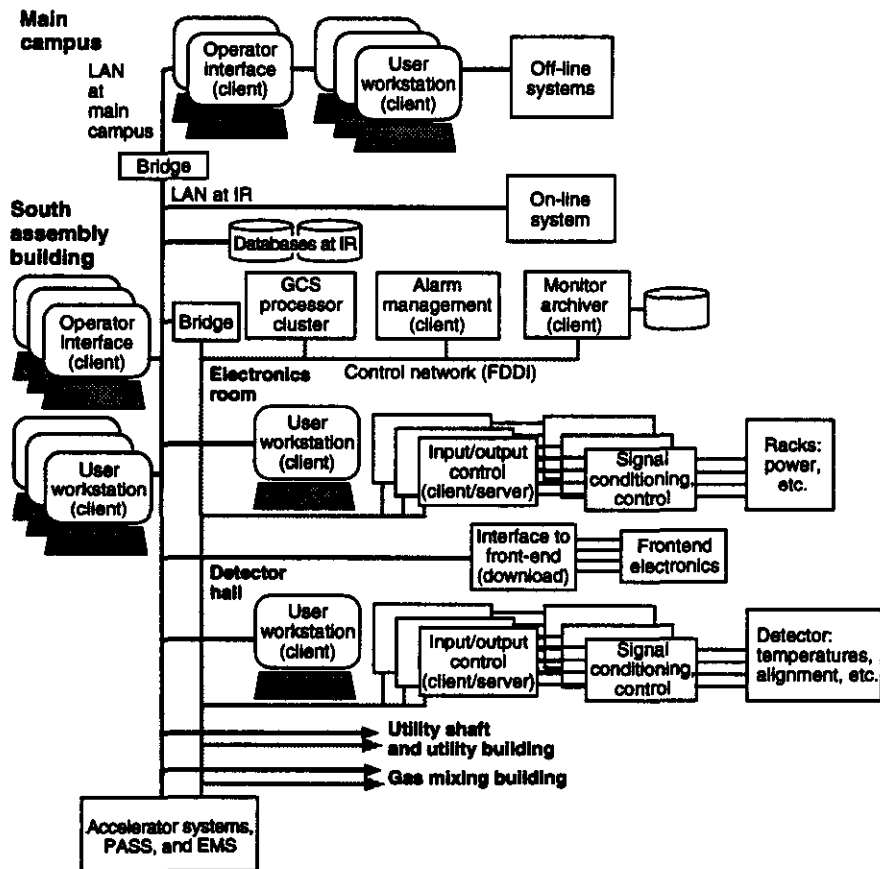 Main
campus
LAN
at
main
campus
Operator
interface
(client)
User
workstation
(client)
Off-line
systems
Bridge
LAN at IR
On-line
system
South
assembly
building
Databases at IR
Operator
interface
(client)
Bridge
GCS
processor
cluster
Alarm
management
(client)
Monitor
archiver
(client)
Control network (FDDI)
Electronics
room
User
workstation
(client)
User
workstation
(client)
Input/output
control
(client/server)
Signal
conditioning,
control
Racks:
power,
etc.
Interface to
front-end
(download)
Frontend
electronics
Detector
hall
User
workstation
(client)
Input/output
control
(client/server)
Signal
conditioning
control
Detector:
temperatures,
alignment, etc.
Utility shaft
and utility building
Gas mixing building
Accelerator systems,
PASS, and EMS